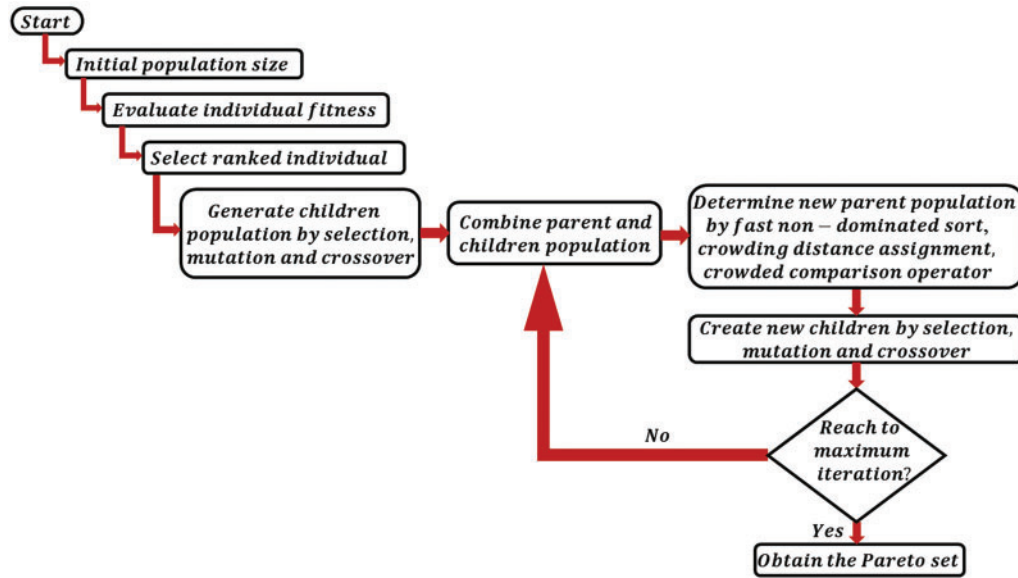 Start
Initial population size
Evaluate individual fitness
Select ranked individual
Generate children
population by selection,
mutation and crossover
Combine parent and
children population
Determine new parent population
by fast non – dominated sort,
crowding distance assignment,
crowded comparison operator
Create new children by selection,
mutation and crossover
Reach to
maximum
iteration?
No
Yes
Obtain the Pareto set